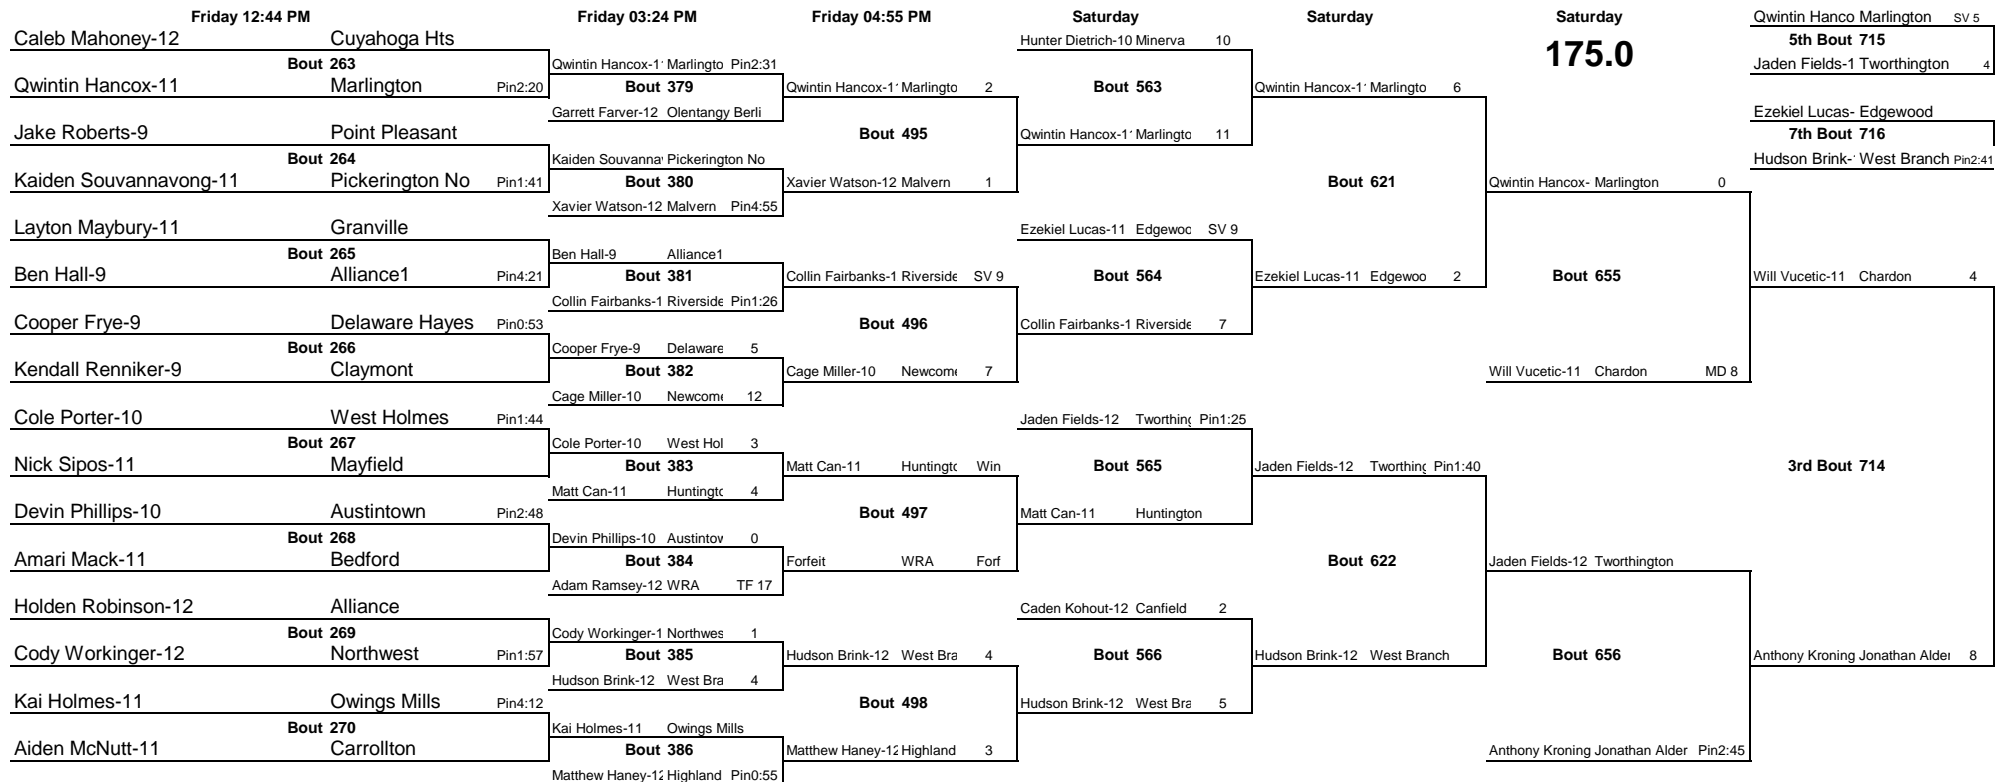 Friday 12:44 PM Friday 03:24 PM Friday 04:55 PM Saturday Saturday Saturday
175.0
Caleb Mahoney-12 Cuyahoga Hts
Bout 263
Qwintin Hancox-11 Marlington Pin2:20
Jake Roberts-9 Point Pleasant
Bout 264
Kaiden Souvannavong-11 Pickerington No Pin1:41
Layton Maybury-11 Granville
Bout 265
Ben Hall-9 Alliance1 Pin4:21
Cooper Frye-9 Delaware Hayes Pin0:53
Bout 266
Kendall Renniker-9 Claymont
Cole Porter-10 West Holmes Pin1:44
Bout 267
Nick Sipos-11 Mayfield
Devin Phillips-10 Austintown Pin2:48
Bout 268
Amari Mack-11 Bedford
Holden Robinson-12 Alliance
Bout 269
Cody Workinger-12 Northwest Pin1:57
Kai Holmes-11 Owings Mills Pin4:12
Bout 270
Aiden McNutt-11 Carrollton
Qwintin Hancox-1 Marlingto Pin2:31
Bout 379
Garrett Farver-12 Olentangy Berli
Kaiden Souvanna Pickerington No
Bout 380
Xavier Watson-12 Malvern Pin4:55
Ben Hall-9 Alliance1
Bout 381
Collin Fairbanks-1 Riverside Pin1:26
Cooper Frye-9 Delaware 5
Bout 382
Cage Miller-10 Newcom 12
Cole Porter-10 West Hol 3
Bout 383
Matt Can-11 Huntingt 4
Devin Phillips-10 Austinto 0
Bout 384
Adam Ramsey-12 WRA TF 17
Cody Workinger-1 Northwes 1
Bout 385
Hudson Brink-12 West Bra 4
Kai Holmes-11 Owings Mills
Bout 386
Matthew Haney-12 Highland Pin0:55
Qwintin Hancox-1 Marlingto 2
Bout 495
Xavier Watson-12 Malvern 1
Collin Fairbanks-1 Riverside SV 9
Bout 496
Cage Miller-10 Newcom 7
Matt Can-11 Huntingt Win
Bout 497
Forfeit WRA Forf
Hudson Brink-12 West Bra 4
Bout 498
Matthew Haney-12 Highland 3
Hunter Dietrich-10 Minerva 10
Bout 563
Qwintin Hancox-1 Marlingto 11
Ezekiel Lucas-11 Edgewoo SV 9
Bout 564
Collin Fairbanks-1 Riverside 7
Jaden Fields-12 Tworthing Pin1:25
Bout 565
Matt Can-11 Huntington
Caden Kohout-12 Canfield 2
Bout 566
Hudson Brink-12 West Bra 5
Qwintin Hancox-1 Marlingto 6
Bout 621
Ezekiel Lucas-11 Edgewoo 2
Jaden Fields-12 Tworthing Pin1:40
Bout 622
Hudson Brink-12 West Branch
Qwintin Hancox- Marlington 0
Bout 655
Will Vucetic-11 Chardon MD 8
Jaden Fields-12 Tworthington
Bout 656
Anthony Kroning Jonathan Alder Pin2:45
Will Vucetic-11 Chardon 4
3rd Bout 714
Anthony Kroning Jonathan Alder 8
Qwintin Hanco Marlington SV 5
5th Bout 715
Jaden Fields-1 Tworthington 4
Ezekiel Lucas- Edgewood
7th Bout 716
Hudson Brink- West Branch Pin2:41